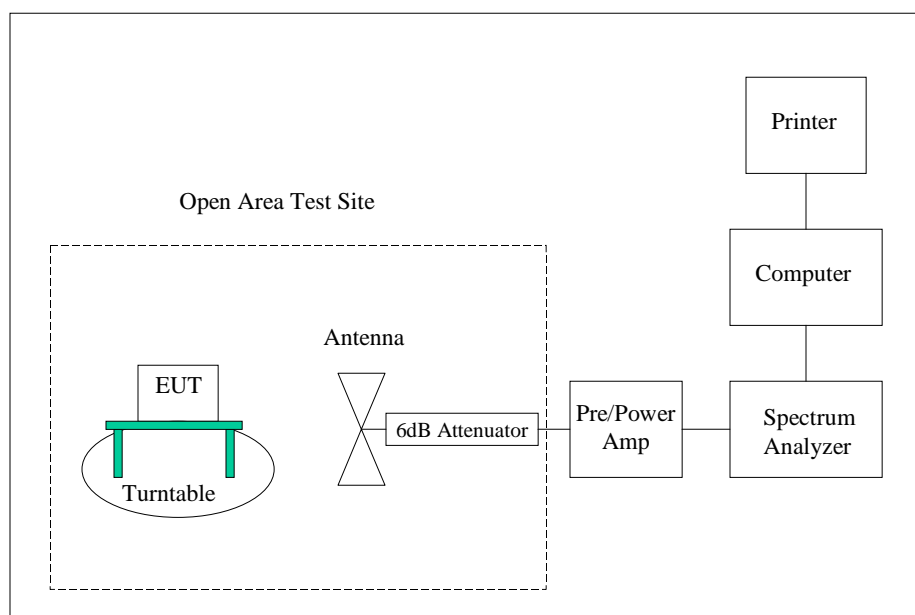 Printer
Open Area Test Site
Computer
Antenna
EUT
Pre/Power
Amp
Spectrum
Analyzer
6dB Attenuator
Turntable